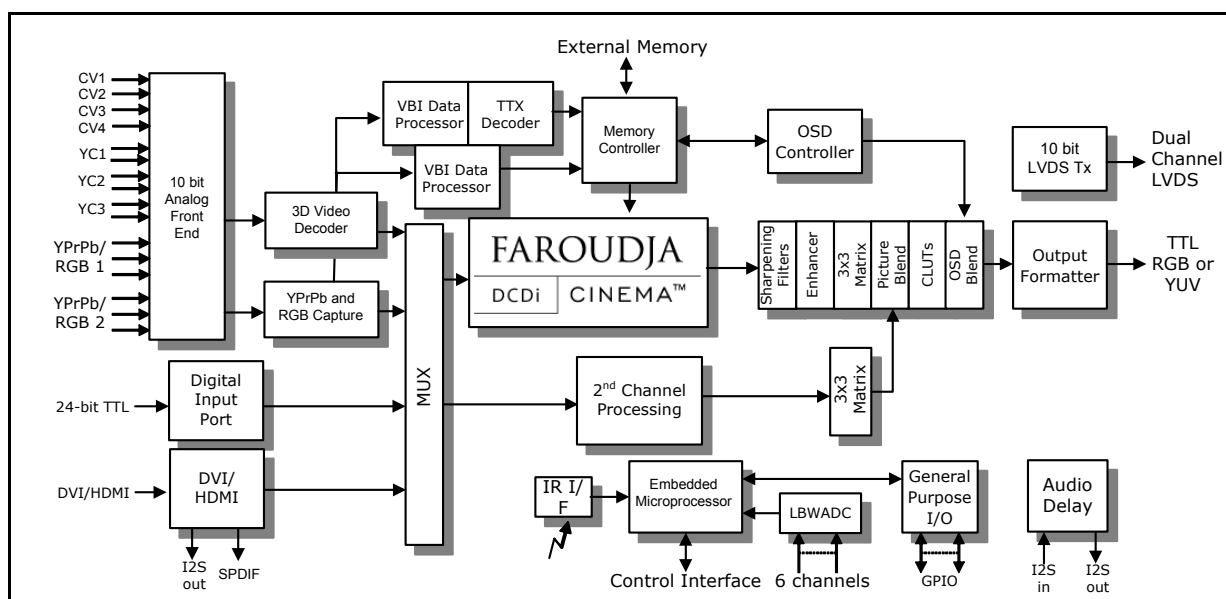 External Memory
CV1
CV2
CV3
CV4
YC1
YC2
YC3
YPrPb/
RGB 1
YPrPb/
RGB 2
10 bit
Analog
Front
End
VBI Data
Processor
TTX
Decoder
VBI Data
Processor
Memory
Controller
OSD
Controller
10 bit
LVDS Tx
Dual
Channel
LVDS
3D Video
Decoder
YPrPb and
RGB Capture
MUX
FAROUDJA
DCDi
CINEMA™
Sharpening
Filters
Enhancer
3x3
Matrix
Picture
Blend
CLUTs
OSD
Blend
Output
Formatter
TTL
RGB or
YUV
24-bit TTL
Digital
Input
Port
2nd Channel
Processing
3x3
Matrix
DVI/HDMI
DVI/
HDMI
I2S
out
SPDIF
IR I/
F
Embedded
Microprocessor
LBWADC
General
Purpose
I/O
Audio
Delay
Control Interface
6 channels
GPIO
I2S
in
I2S
out